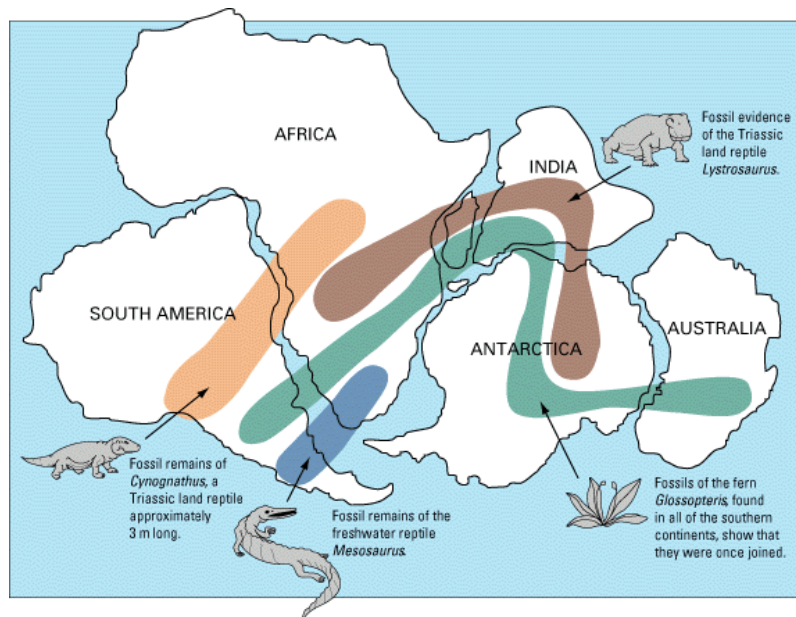 AFRICA
INDIA
Fossil evidence
of the Triassic
land reptile
Lystrosaurus.
SOUTH AMERICA
ANTARCTICA
AUSTRALIA
Fossil remains of
Cynognathus, a
Triassic land reptile
approximately
3 m long.
Fossil remains of the
freshwater reptile
Mesosaurus.
Fossils of the fern
Glossopteris, found
in all of the southern
continents, show that
they were once joined.